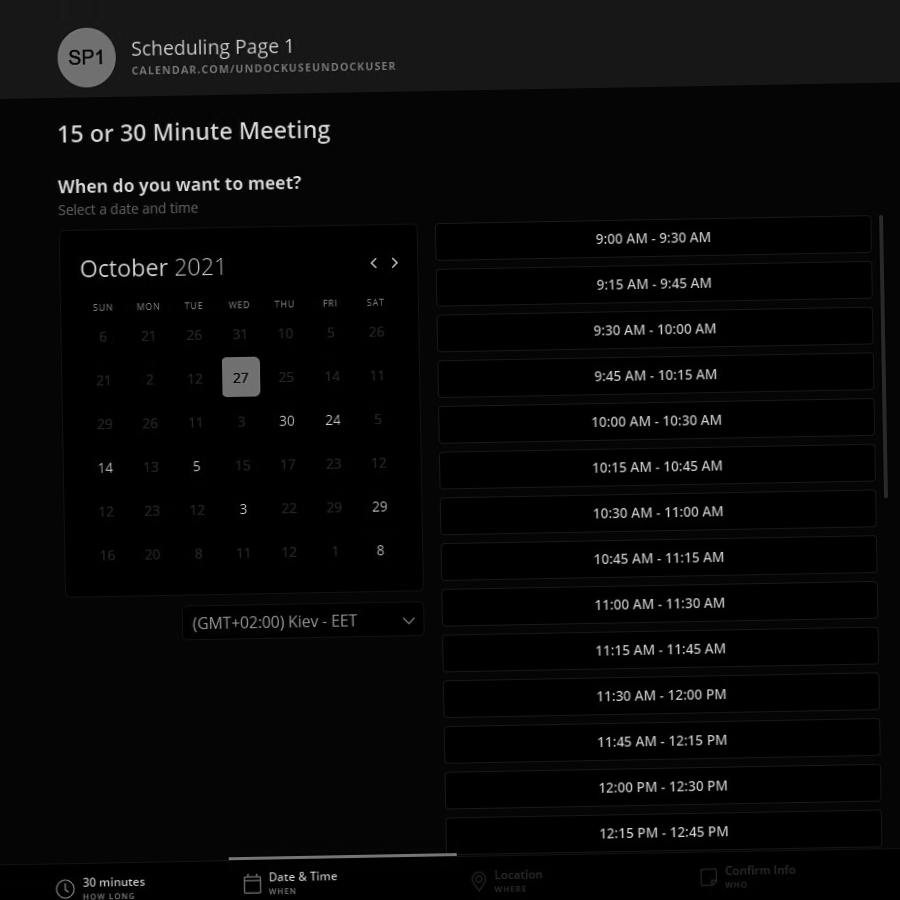 SP1
Scheduling Page 1
CALENDAR.COM/UNDOCKUSEUNDOCKUSER
15 or 30 Minute Meeting
When do you want to meet?
Select a date and time
October 2021
SUN MON TUE WED THU FRI SAT
6 21 26 31 10 5 26
21 2 12 27 25 14 11
29 26 11 3 30 24 5
14 13 5 15 17 23 12
12 23 12 3 22 29 29
16 20 8 11 12 1 8
(GMT+02:00) Kiev - EET
9:00 AM - 9:30 AM
9:15 AM - 9:45 AM
9:30 AM - 10:00 AM
9:45 AM - 10:15 AM
10:00 AM - 10:30 AM
10:15 AM - 10:45 AM
10:30 AM - 11:00 AM
10:45 AM - 11:15 AM
11:00 AM - 11:30 AM
11:15 AM - 11:45 AM
11:30 AM - 12:00 PM
11:45 AM - 12:15 PM
12:00 PM - 12:30 PM
12:15 PM - 12:45 PM
30 minutes
HOW LONG
Date & Time
WHEN
Location
WHERE
Confirm Info
WHO